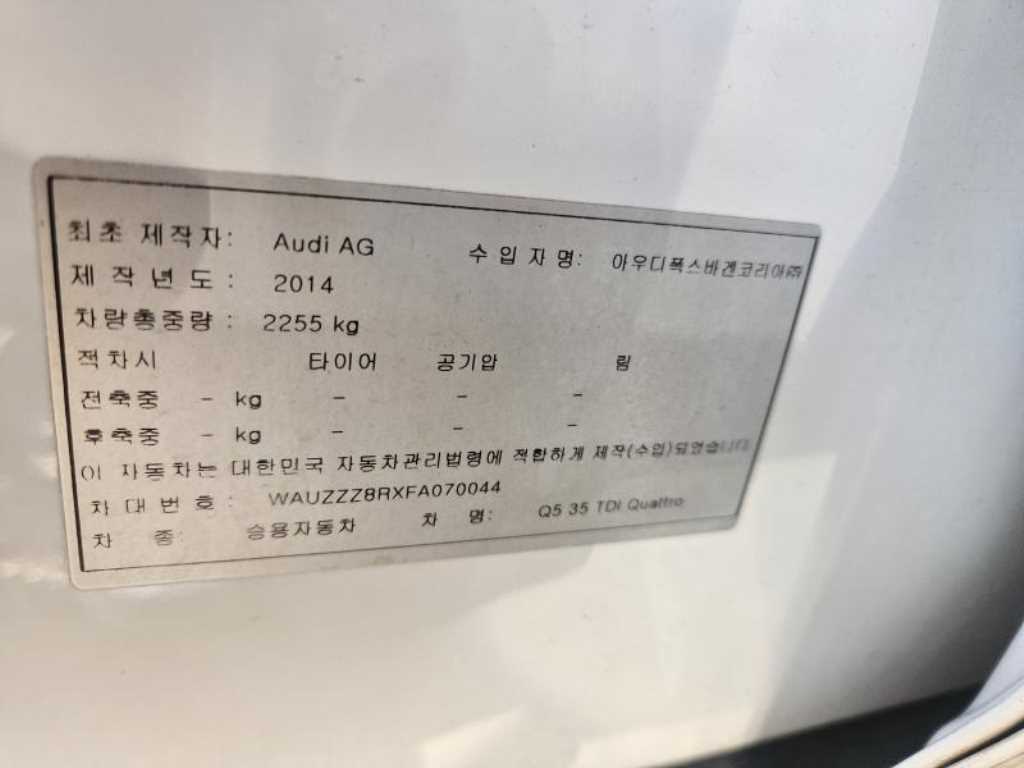 최초 제작자: Audi AG 수입자명: 아우디폭스바겐코리아㈜
제작년도: 2014
차량총중량: 2255 kg
적차시 타이어 공기압 림
전축중 - kg - - -
후축중 - kg - - -
이 자동차는 대한민국 자동차관리법령에 적합하게 제작(수입)되었습니다
차대번호: WAUZZZ8RXFA070044
차 종: 승용자동차 차 명: Q5 35 TDI Quattro